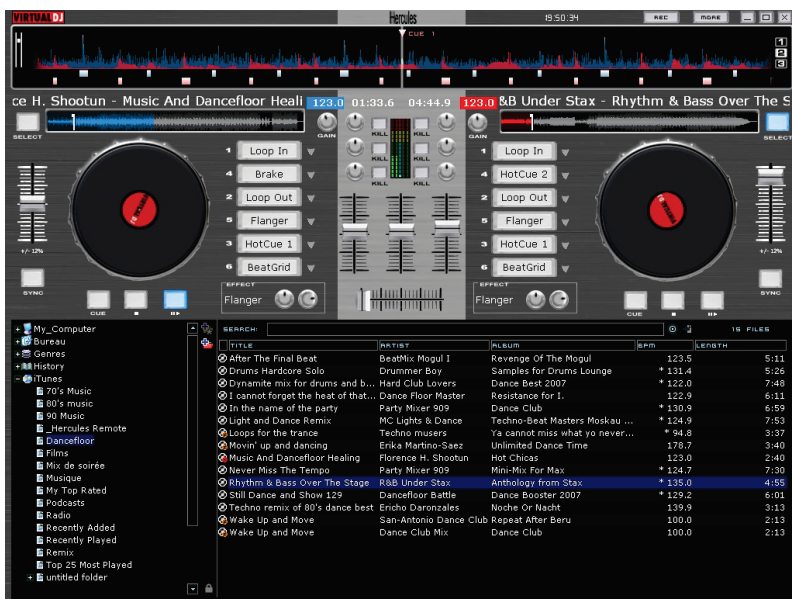 VIRTUAL DJ Hercules 19:50:34 REC MORE
CUE 1
1
2
3
ce H. Shootun - Music And Dancefloor Heali 123.0 01:33.6 04:44.9 123.0 &B Under Stax - Rhythm & Bass Over The S
SELECT GAIN KILL KILL GAIN SELECT
1 Loop In KILL KILL 1 Loop In
4 Brake KILL KILL 4 HotCue 2
2 Loop Out 2 Loop Out
5 Flanger 5 Flanger
3 HotCue 1 3 HotCue 1
+/- 12% +/- 12%
6 BeatGrid 6 BeatGrid
SYNC EFFECT EFFECT SYNC
Flanger Flanger
CUE CUE
My_Computer
Bureau
Genres
History
iTunes
70's Music
80's music
90 Music
_Hercules Remote
Dancefloor
Films
Mix de soirée
Musique
My Top Rated
Podcasts
Radio
Recently Added
Recently Played
Remix
Top 25 Most Played
untitled folder
SEARCH: 15 FILES
TITLE ARTIST ALBUM BPM LENGTH
After The Final Beat BeatMix Mogul I Revenge Of The Mogul 123.5 5:11
Drums Hardcore Solo Drummer Boy Samples for Drums Lounge * 131.4 5:26
Dynamite mix for drums and b... Hard Club Lovers Dance Best 2007 * 122.0 7:48
I cannot forget the heat of that... Dance Floor Master Resistance for I. 122.9 6:11
In the name of the party Party Mixer 909 Dance Club * 130.9 6:59
Light and Dance Remix MC Lights & Dance Techno-Beat Masters Moskau ... * 124.9 7:53
Loops for the trance Techno musers Ya cannot miss what yo never... * 94.8 3:37
Movin' up and dancing Erika Martino-Saez Unlimited Dance Time 178.7 3:40
Music And Dancefloor Healing Florence H. Shootun Hot Chicas 123.0 2:40
Never Miss The Tempo Party Mixer 909 Mini-Mix For Max * 124.7 7:30
Rhythm & Bass Over The Stage R&B Under Stax Anthology from Stax * 135.0 4:55
Still Dance and Show 129 Dancefloor Battle Dance Booster 2007 * 129.2 6:01
Techno remix of 80's dance best Ericho Daronzales Noche Or Nacht 139.9 3:13
Wake Up and Move San-Antonio Dance Club Repeat After Beru 100.0 2:13
Wake Up and Move Dance Club Mix Dance Club 100.0 2:13